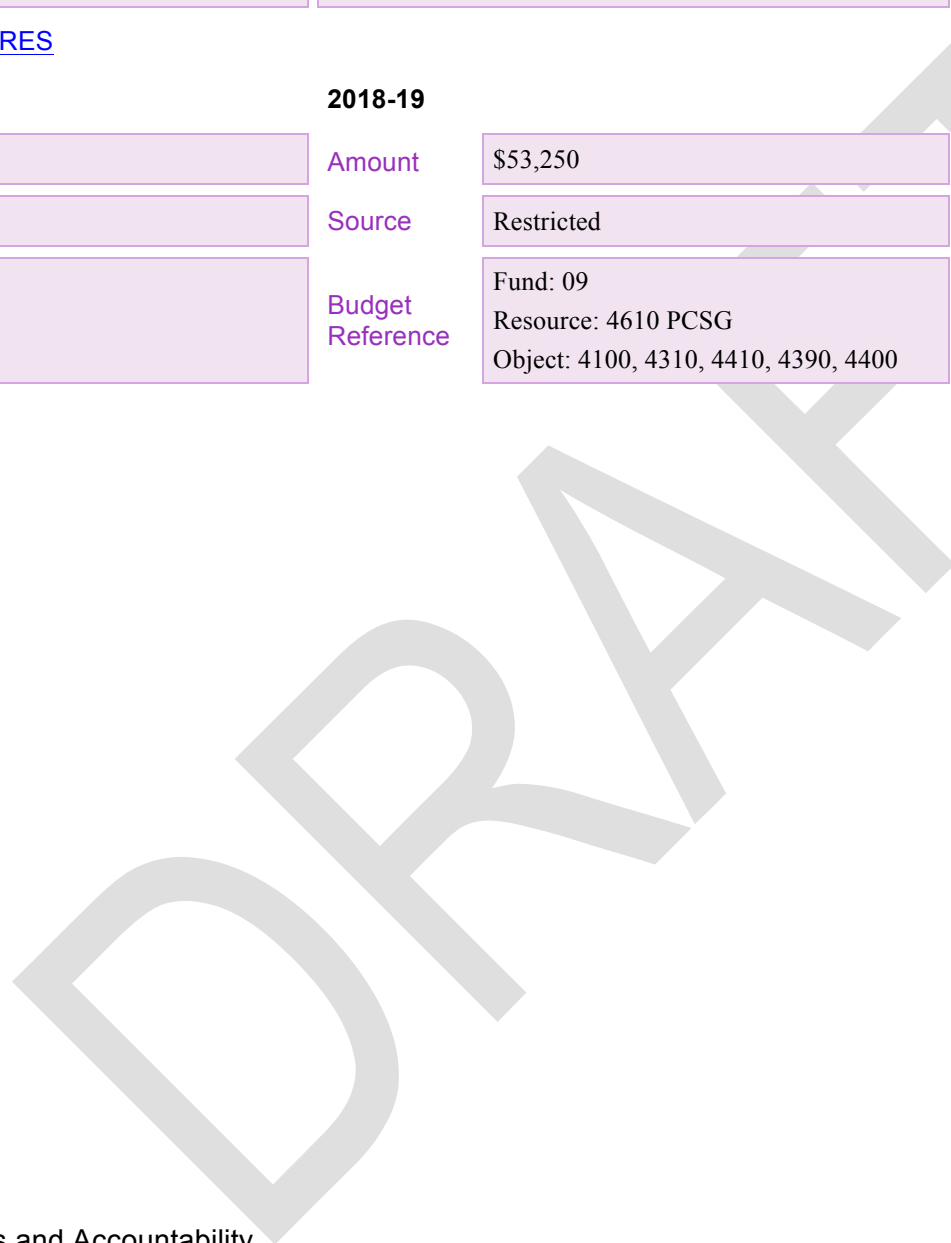 RES
2018-19
Amount
$53,250
Source
Restricted
Budget
Reference
Fund: 09
Resource: 4610 PCSG
Object: 4100, 4310, 4410, 4390, 4400
DRAFT
s and Accountability